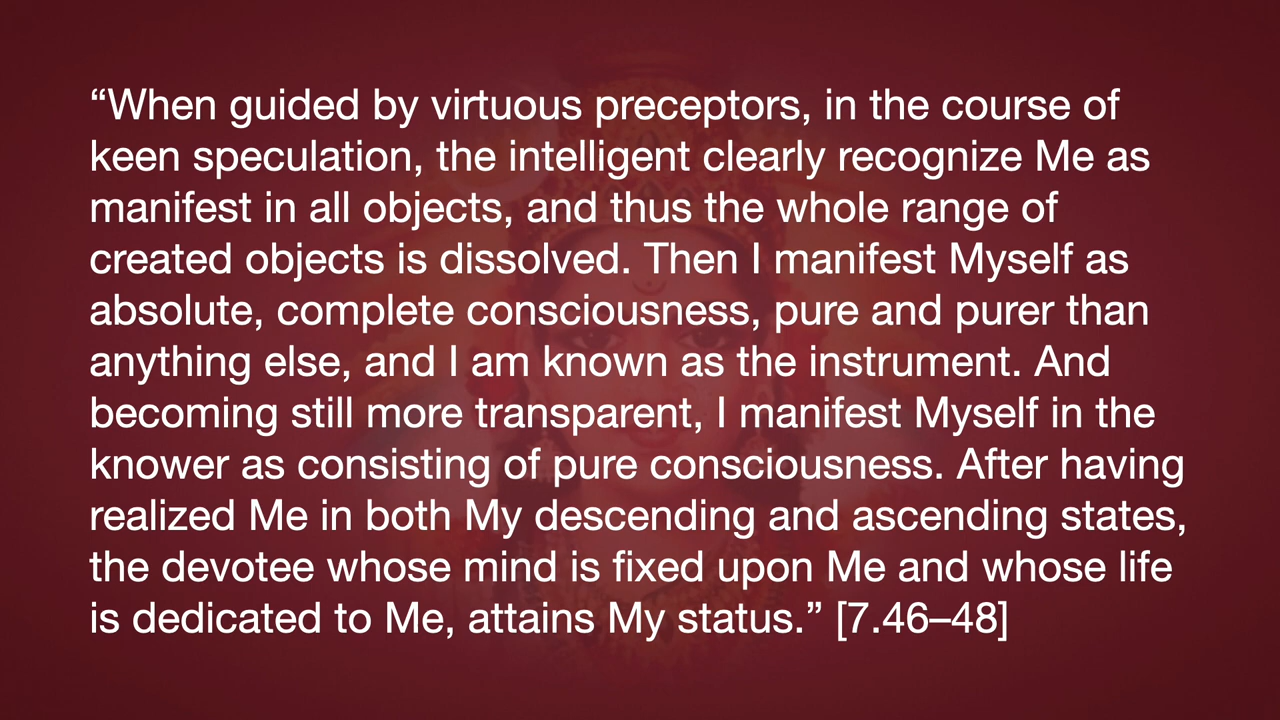 “When guided by virtuous preceptors, in the course of
keen speculation, the intelligent clearly recognize Me as
manifest in all objects, and thus the whole range of
created objects is dissolved. Then I manifest Myself as
absolute, complete consciousness, pure and purer than
anything else, and I am known as the instrument. And
becoming still more transparent, I manifest Myself in the
knower as consisting of pure consciousness. After having
realized Me in both My descending and ascending states,
the devotee whose mind is fixed upon Me and whose life
is dedicated to Me, attains My status.” [7.46–48]